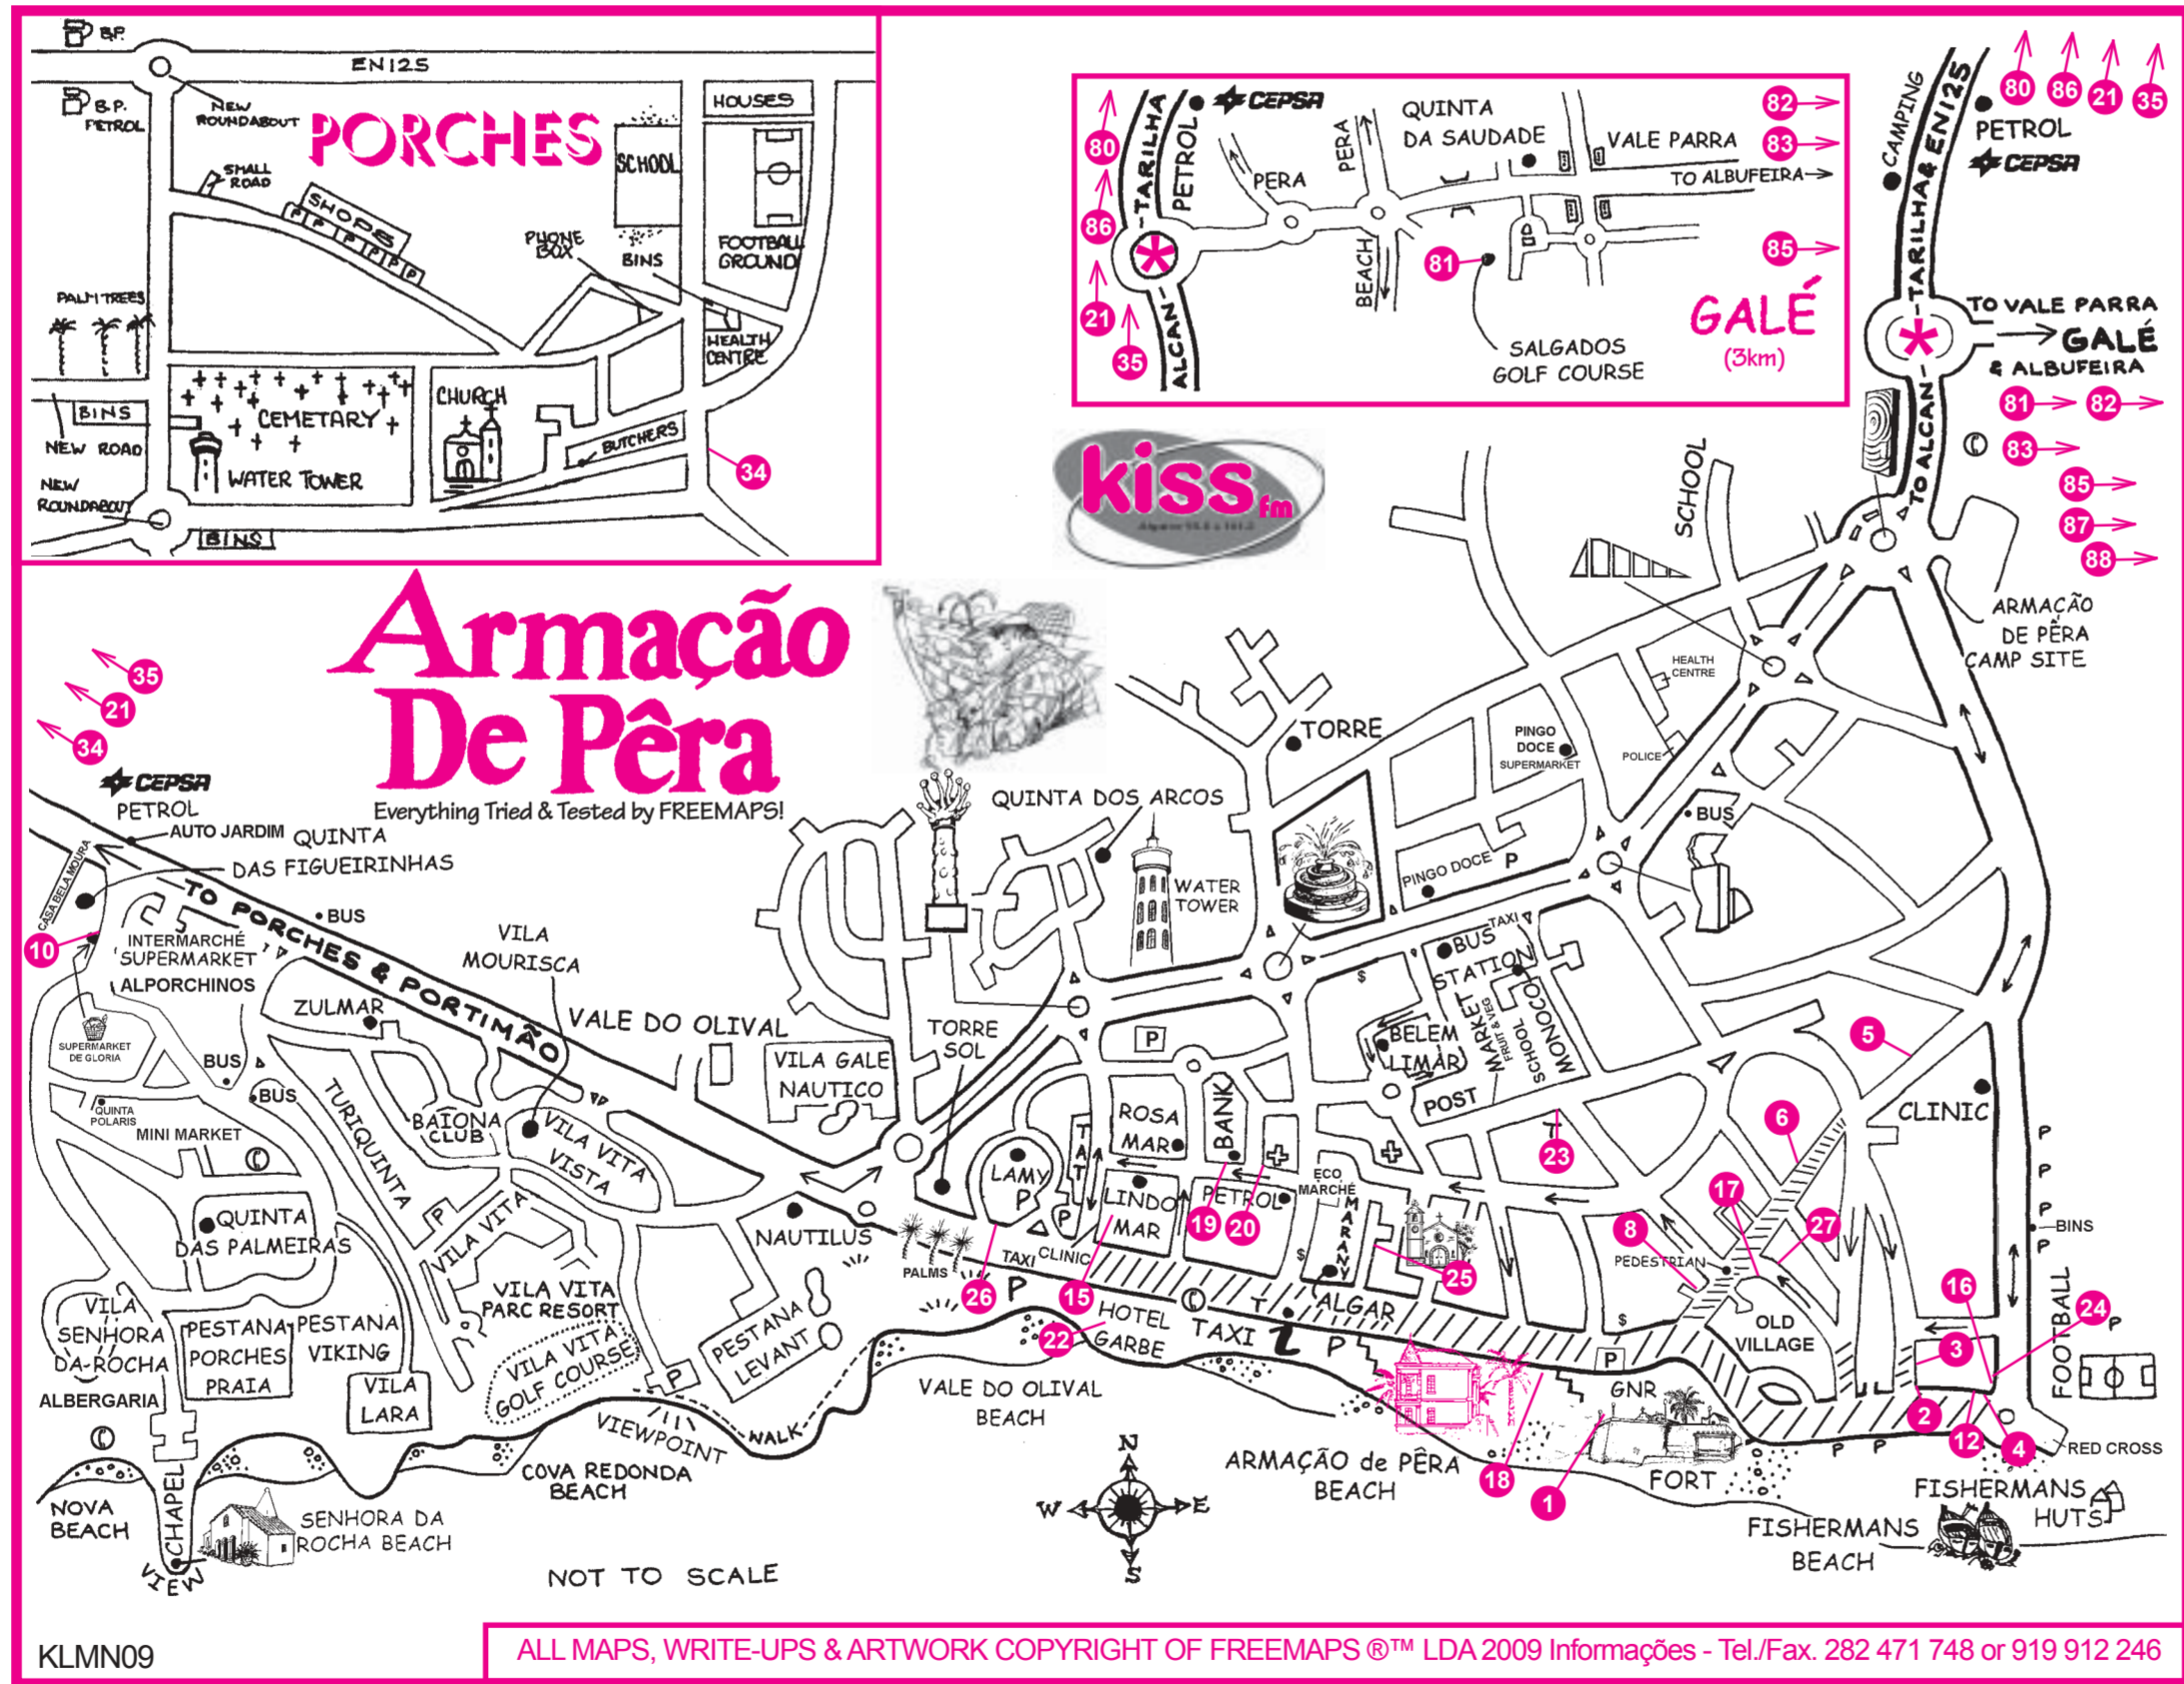 B.P.
EN125
B.P.
PETROL
NEW
ROUNDABOUT
PORCHES
HOUSES
SCHOOL
SMALL
ROAD
SHOPS
P P P P P P
PHONE
BOX
BINS
FOOTBALL
GROUND
PALM TREES
HEALTH
CENTRE
BINS
NEW ROAD
CEMETARY
CHURCH
BUTCHERS
WATER TOWER
34
NEW
ROUNDABOUT
BINS
80
86
21
35
ALCAN-
-TARILHA
PETROL
CEPSA
PERA
PERA
BEACH
QUINTA
DA SAUDADE
VALE PARRA
TO ALBUFEIRA
82
83
81
85
GALÉ
(3km)
SALGADOS
GOLF COURSE
80 86 21 35
CAMPING
PETROL
CEPSA
TO ALCAN-
-TARILHA & EN125
TO VALE PARRA
GALÉ
& ALBUFEIRA
81 82
83
85
87
88
kiss fm
SCHOOL
ARMAÇÃO
DE PÊRA
CAMP SITE
Armação
De Pêra
Everything Tried & Tested by FREEMAPS!
35
21
34
CEPSA
PETROL
AUTO JARDIM
QUINTA
DAS FIGUEIRINHAS
CASA BELA MOURA
TO PORCHES & PORTIMÃO
BUS
10
INTERMARCHÉ
SUPERMARKET
ALPORCHINOS
VILA
MOURISCA
ZULMAR
VALE DO OLIVAL
SUPERMARKET
DE GLORIA
BUS
BUS
QUINTA
POLARIS
MINI MARKET
TURIQUINTA
BAIONA
CLUB
VILA VITA
VISTA
QUINTA
DAS PALMEIRAS
P
VILA VITA
VILA VITA
PARC RESORT
VILA VITA
GOLF COURSE
VILA
SENHORA
DA-ROCHA
ALBERGARIA
PESTANA
PORCHES
PRAIA
PESTANA
VIKING
VILA
LARA
P
PESTANA
LEVANT
VIEWPOINT
WALK
COVA REDONDA
BEACH
NOVA
BEACH
CHAPEL
VIEW
SENHORA DA
ROCHA BEACH
NOT TO SCALE
QUINTA DOS ARCOS
TORRE
WATER
TOWER
HEALTH
CENTRE
PINGO
DOCE
SUPERMARKET
POLICE
BUS
PINGO DOCE
P
TAXI
BUS
STATION
$
MARKET
FRUIT & VEG
SCHOOL
MONOCO
BELEM
LIMAR
POST
TORRE
SOL
VILA GALE
NAUTICO
P
ROSA
MAR
BANK
5
6
CLINIC
NAUTILUS
LAMY
P
TAT
P
LINDO
MAR
PETROL
19
20
ECO
MARCHÉ
MARANY
23
17
27
8
PEDESTRIAN
25
P
P
P
P
BINS
P
PALMS
26
P
TAXI
CLINIC
15
22
HOTEL
GARBE
TAXI
T
i
ALGAR
$
P
$
P
OLD
VILLAGE
16
24
3
P
FOOTBALL
VALE DO OLIVAL
BEACH
GNR
2
12
4
P P
RED CROSS
N
W E
S
ARMAÇÃO de PÊRA
BEACH
18
1
FORT
FISHERMANS
HUTS
FISHERMANS
BEACH
KLMN09
ALL MAPS, WRITE-UPS & ARTWORK COPYRIGHT OF FREEMAPS ®™ LDA 2009 Informações - Tel./Fax. 282 471 748 or 919 912 246